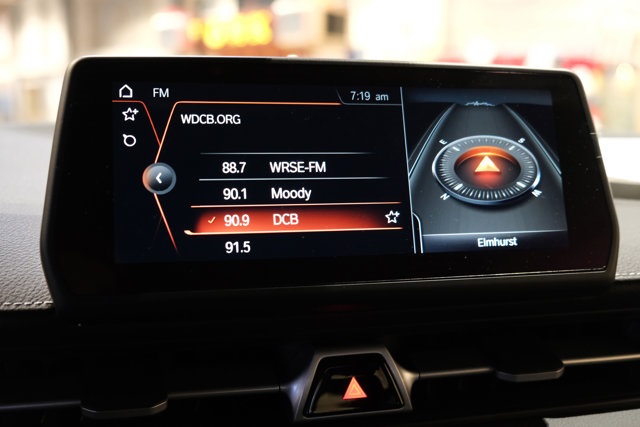 FM
7:19 am
WDCB.ORG
88.7 WRSE-FM
90.1 Moody
90.9 DCB
91.5
E S
N W
Elmhurst